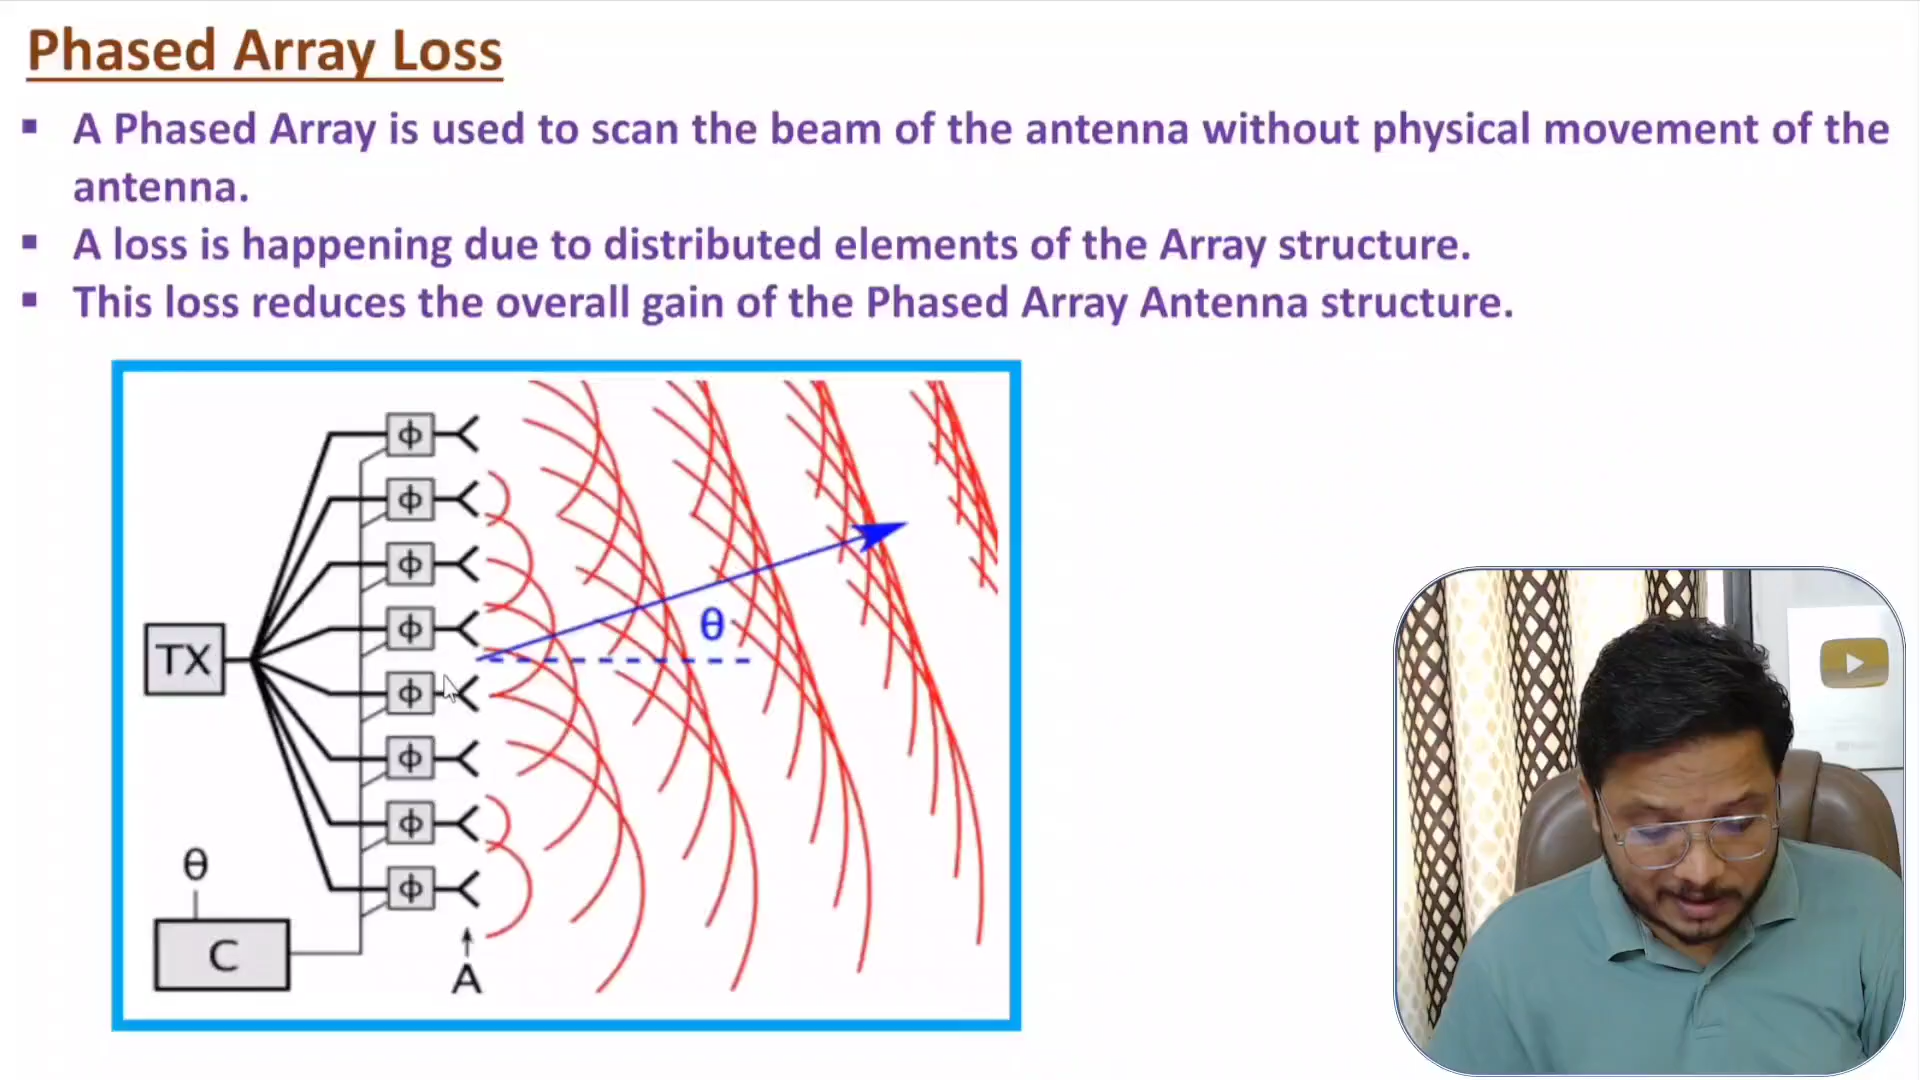 Phased Array Loss
▪ A Phased Array is used to scan the beam of the antenna without physical movement of the
antenna.
▪ A loss is happening due to distributed elements of the Array structure.
▪ This loss reduces the overall gain of the Phased Array Antenna structure.
ϕ
ϕ
ϕ
ϕ
θ
TX
ϕ
ϕ
ϕ
θ
ϕ
C
A